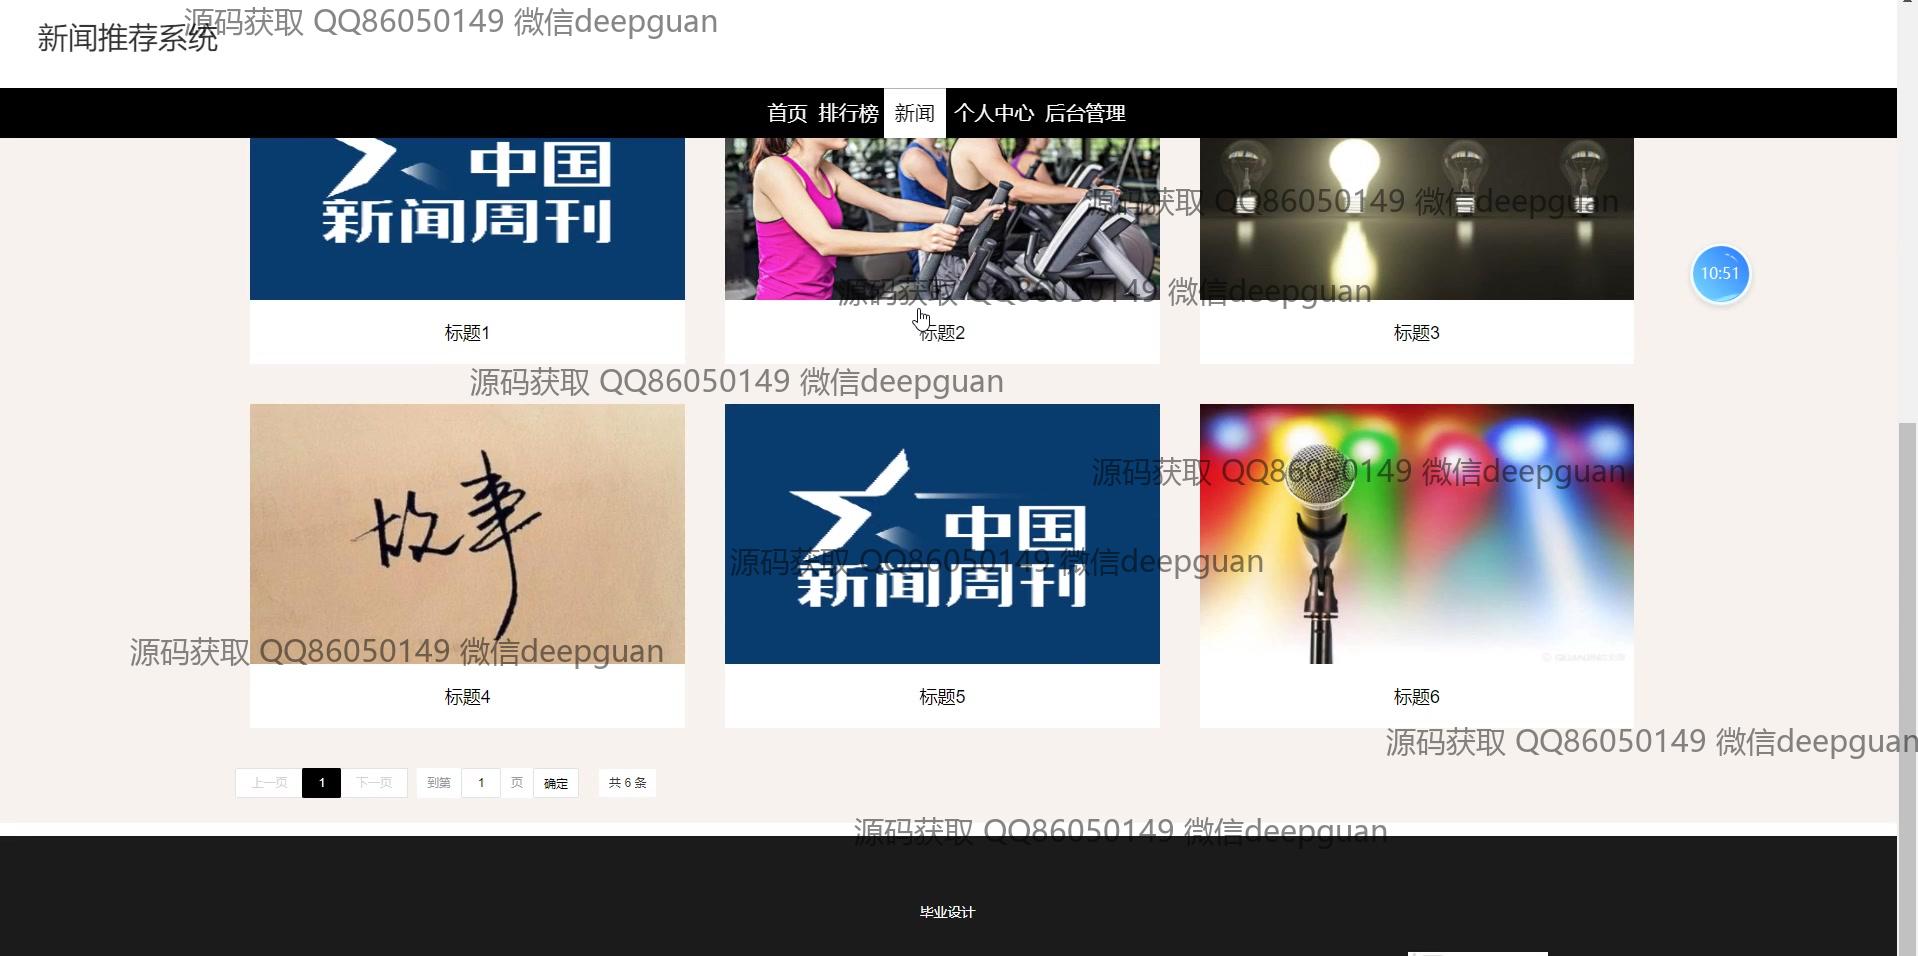 源码获取 QQ86050149 微信deepguan
新闻推荐系统
首页 排行榜 新闻 个人中心 后台管理
中国
新闻周刊
源码获取 QQ86050149 微信deepguan
10:51
源码获取 QQ86050149 微信deepguan
标题1
标题2
标题3
源码获取 QQ86050149 微信deepguan
故事
中国
新闻周刊
源码获取 QQ86050149 微信deepguan
源码获取 QQ86050149 微信deepguan
源码获取 QQ86050149 微信deepguan
标题4
标题5
标题6
源码获取 QQ86050149 微信deepguan
上一页 1 下一页 到第 1 页 确定 共 6 条
源码获取 QQ86050149 微信deepguan
毕业设计